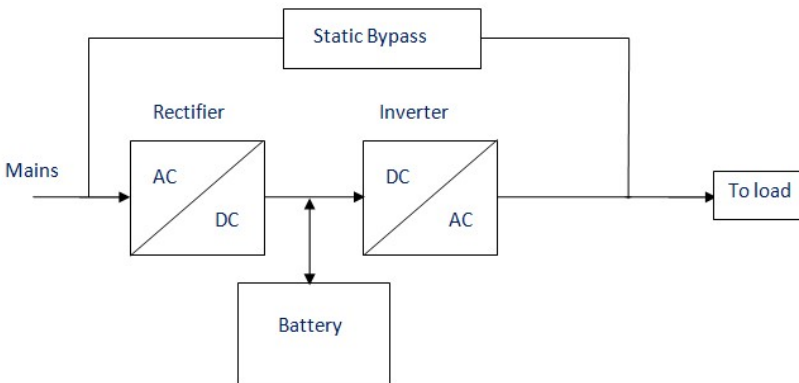 Static Bypass
Rectifier
Inverter
Mains
AC
DC
DC
AC
To load
Battery